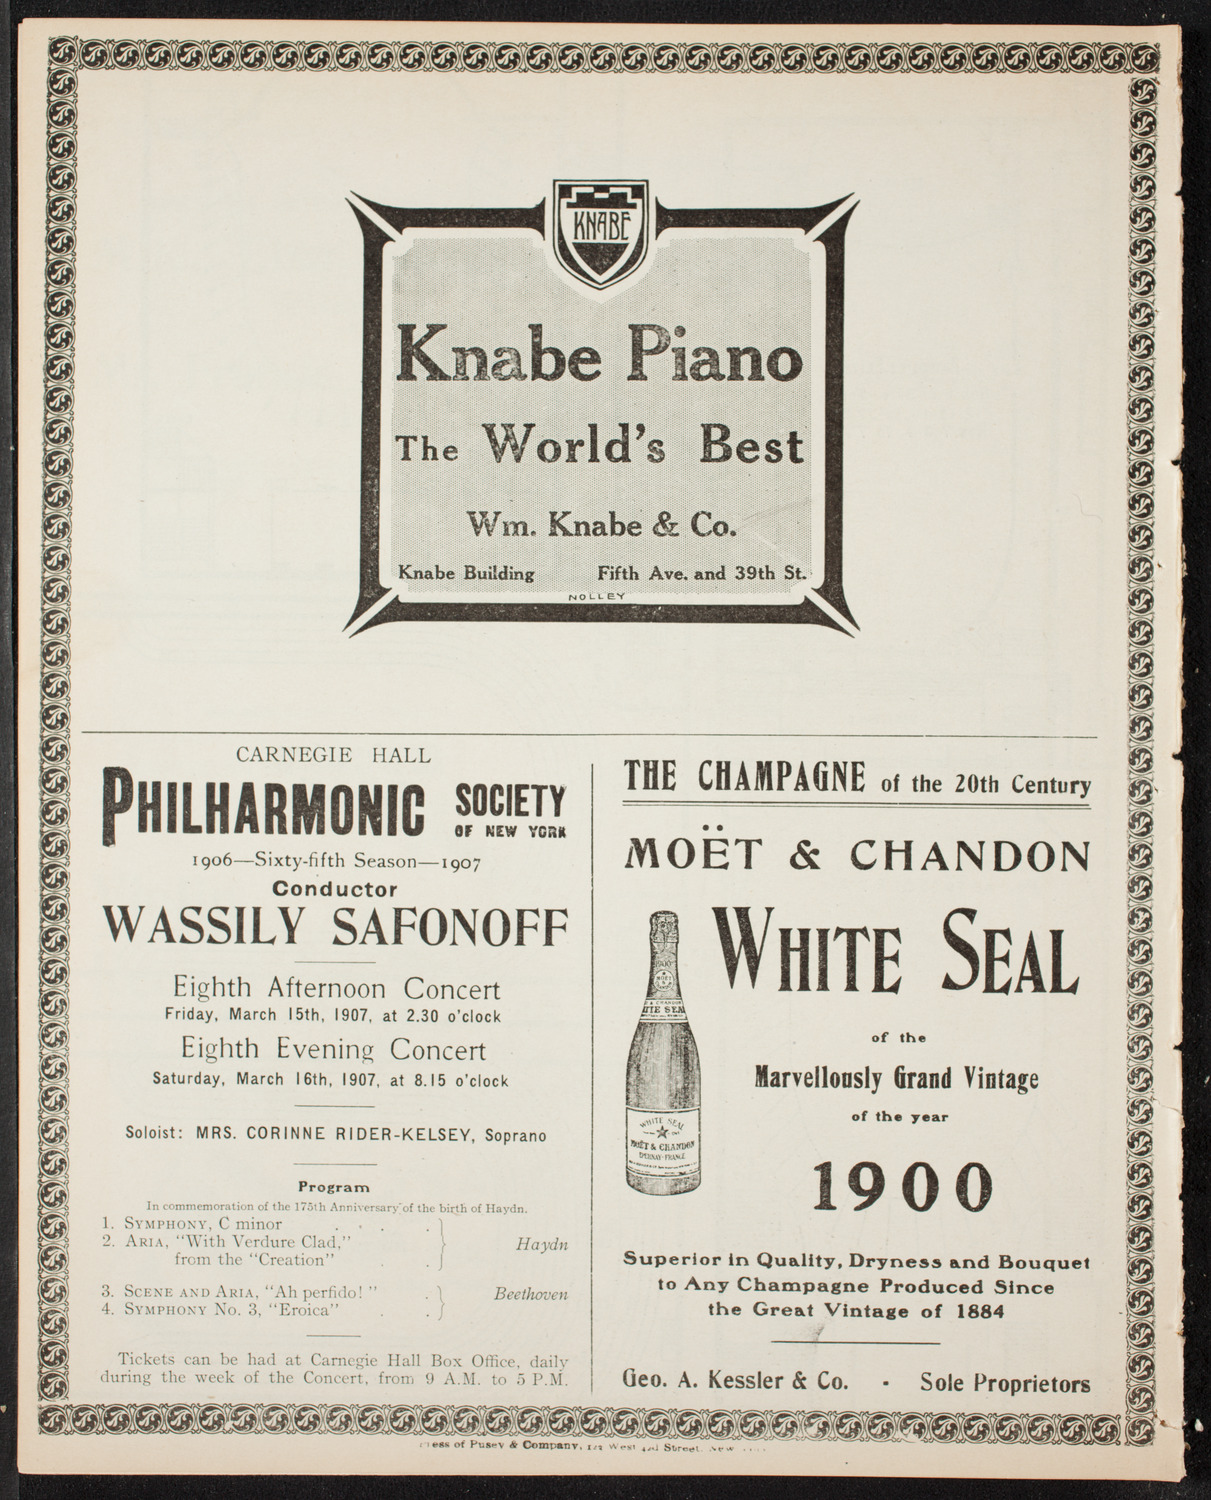 KNABE
Knabe Piano
The World's Best
Wm. Knabe & Co.
Knabe Building Fifth Ave. and 39th St.
NOLLEY
CARNEGIE HALL
PHILHARMONIC SOCIETY
OF NEW YORK
1906—Sixty-fifth Season—1907
Conductor
WASSILY SAFONOFF
Eighth Afternoon Concert
Friday, March 15th, 1907, at 2.30 o'clock
Eighth Evening Concert
Saturday, March 16th, 1907, at 8.15 o'clock
Soloist: MRS. CORINNE RIDER-KELSEY, Soprano
Program
In commemoration of the 175th Anniversary of the birth of Haydn.
1. SYMPHONY, C minor
2. ARIA, "With Verdure Clad,"
from the "Creation"
Haydn
3. SCENE AND ARIA, "Ah perfido!"
4. SYMPHONY No. 3, "Eroica"
Beethoven
Tickets can be had at Carnegie Hall Box Office, daily
during the week of the Concert, from 9 A.M. to 5 P.M.
THE CHAMPAGNE of the 20th Century
MOËT & CHANDON
WHITE SEAL
of the
Marvellously Grand Vintage
of the year
1900
WHITE SEAL
MOËT & CHANDON
EPERNAY-FRANCE
Superior in Quality, Dryness and Bouquet
to Any Champagne Produced Since
the Great Vintage of 1884
Geo. A. Kessler & Co. - Sole Proprietors
of Pusey & Company, West Street,